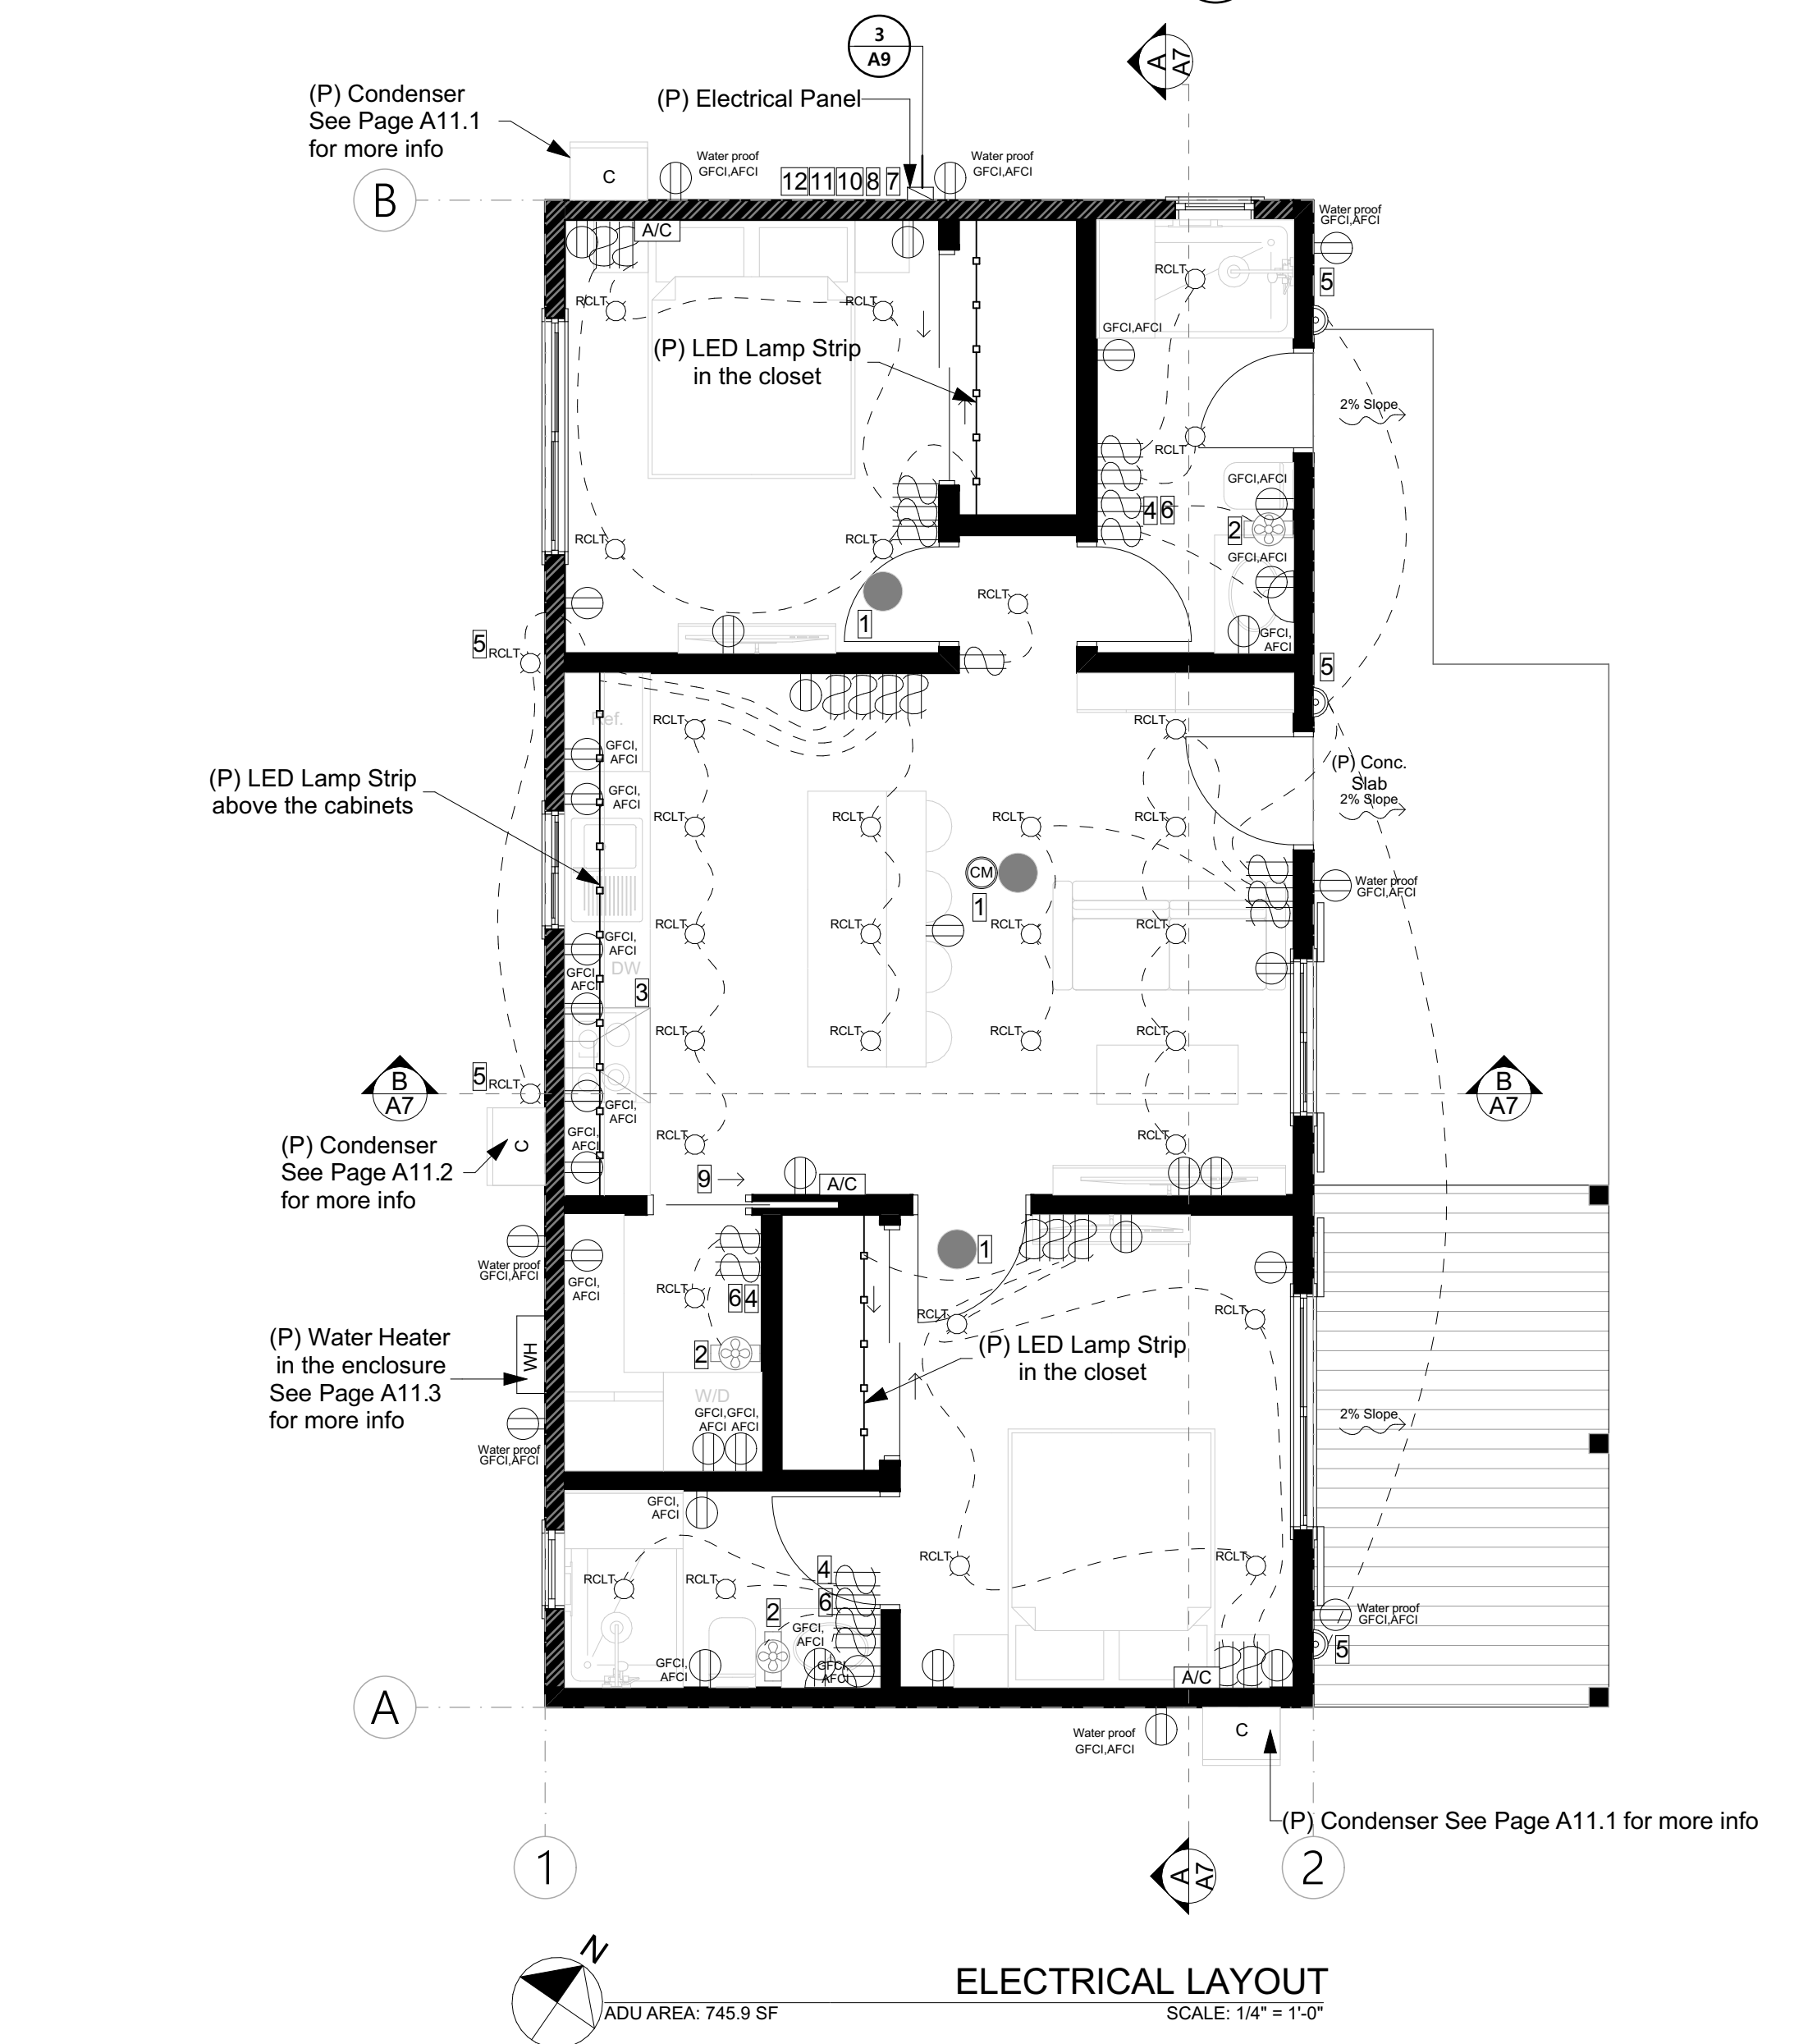 3
A9
A
A7
(P) Condenser
See Page A11.1
for more info
(P) Electrical Panel
C
Water proof
GFCI,AFCI
12 11 10 8 7
Water proof
GFCI,AFCI
B
Water proof
GFCI,AFCI
A/C
5
RCLT
RCLT
RCLT
GFCI,AFCI
(P) LED Lamp Strip
in the closet
2% Slope
RCLT
GFCI,AFCI
4 6
2
RCLT
RCLT
GFCI,AFCI
RCLT
1
GFCI,
AFCI
5
RCLT
5
Ref.
RCLT
RCLT
GFCI,
AFCI
(P) Conc.
Slab
2% Slope
(P) LED Lamp Strip
above the cabinets
GFCI,
AFCI
RCLT
RCLT
RCLT
RCLT
CM
1
Water proof
GFCI,AFCI
RCLT
RCLT
RCLT
RCLT
GFCI,
AFCI
DW
GFCI,
AFCI
3
RCLT
RCLT
RCLT
RCLT
5
RCLT
B
A7
B
A7
GFCI,
AFCI
GFCI,
AFCI
RCLT
RCLT
(P) Condenser
See Page A11.2
for more info
C
9
A/C
Water proof
GFCI,AFCI
GFCI,
AFCI
1
RCLT
6 4
RCLT
RCLT
(P) Water Heater
in the enclosure
See Page A11.3
for more info
WH
2
(P) LED Lamp Strip
in the closet
W/D
GFCI,
AFCI
GFCI,
AFCI
2% Slope
Water proof
GFCI,AFCI
GFCI,
AFCI
RCLT
RCLT
4
RCLT
RCLT
6
2
Water proof
GFCI,AFCI
GFCI,
AFCI
5
GFCI,
AFCI
GFCI,
AFCI
A/C
A
Water proof
GFCI,AFCI
C
(P) Condenser See Page A11.1 for more info
1
2
A
A7
N
ELECTRICAL LAYOUT
ADU AREA: 745.9 SF
SCALE: 1/4" = 1'-0"